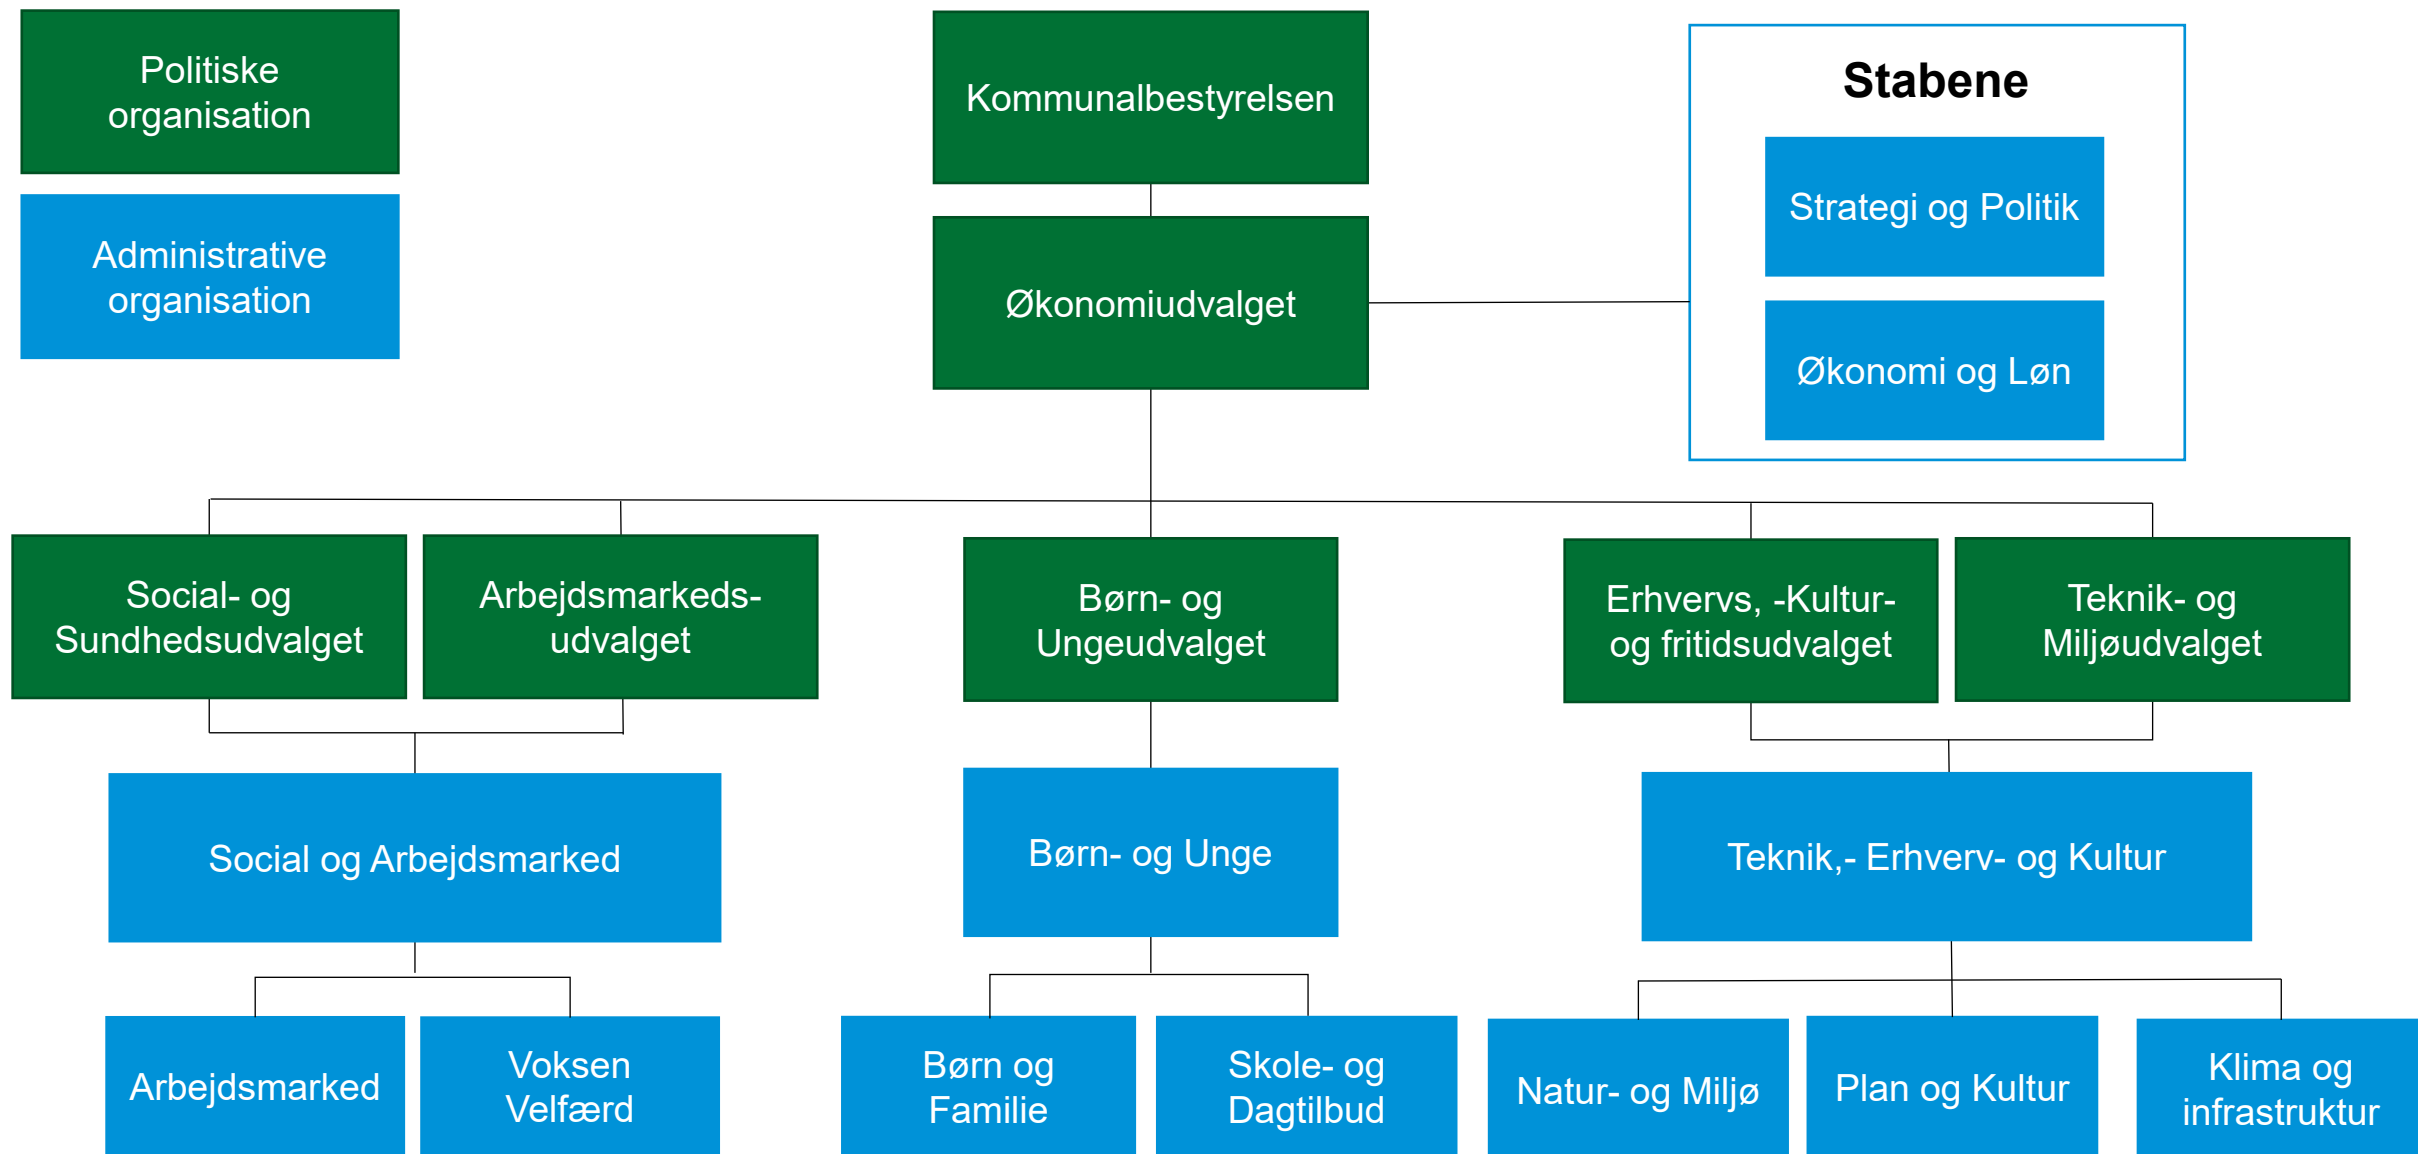 Politiske
organisation
Administrative
organisation
Kommunalbestyrelsen
Økonomiudvalget
Stabene
Strategi og Politik
Økonomi og Løn
Social- og
Sundhedsudvalget
Arbejdsmarkeds-
udvalget
Børn- og
Ungeudvalget
Erhvervs, -Kultur-
og fritidsudvalget
Teknik- og
Miljøudvalget
Social og Arbejdsmarked
Børn- og Unge
Teknik,- Erhverv- og Kultur
Arbejdsmarked
Voksen
Velfærd
Børn og
Familie
Skole- og
Dagtilbud
Natur- og Miljø
Plan og Kultur
Klima og
infrastruktur